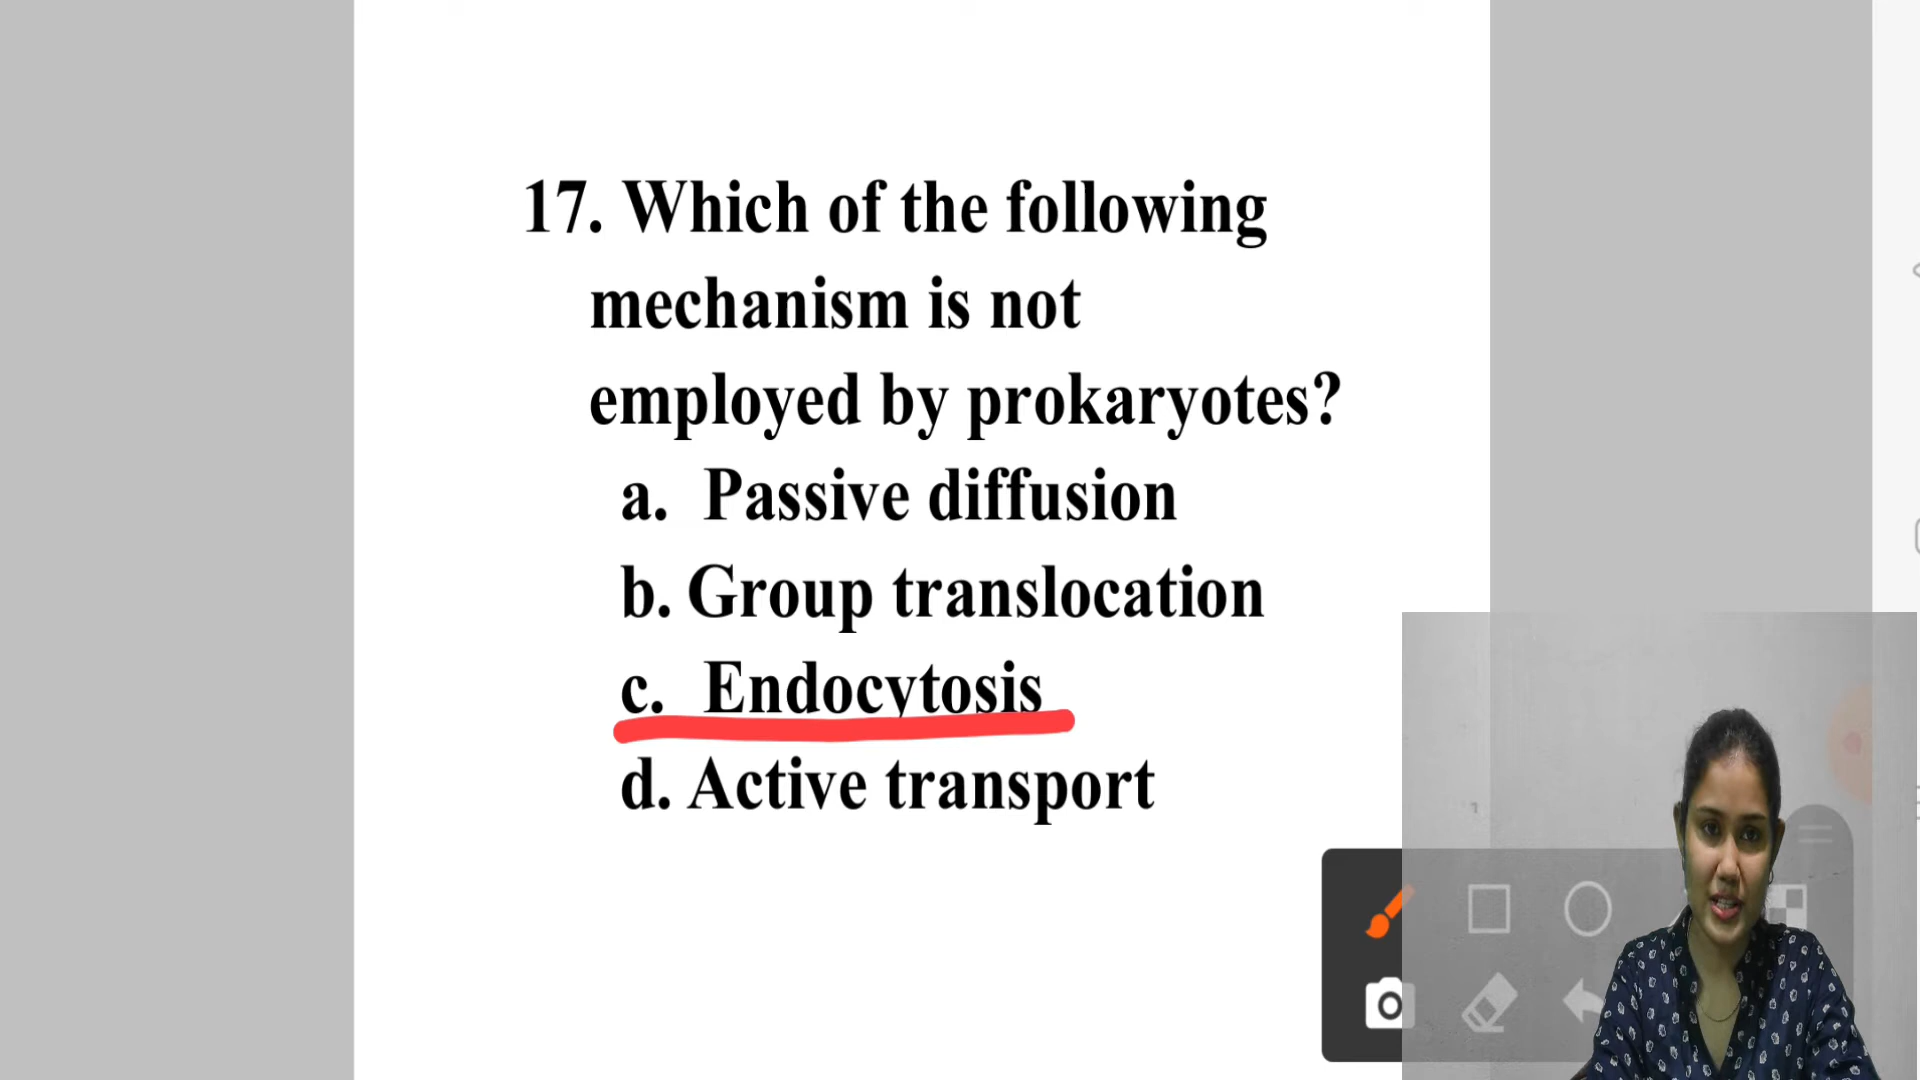 17. Which of the following
mechanism is not
employed by prokaryotes?
a. Passive diffusion
b. Group translocation
c. Endocytosis
d. Active transport